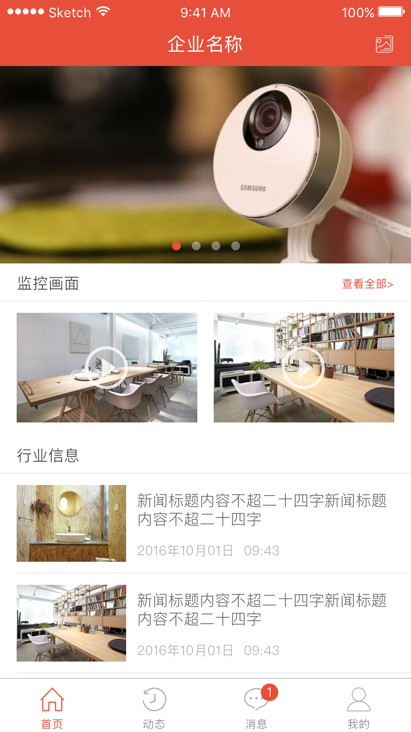 Sketch 9:41 AM 100%
企业名称
SAMSUNG
监控画面 查看全部>
行业信息
新闻标题内容不超二十四字新闻标题
内容不超二十四字
2016年10月01日 09:43
新闻标题内容不超二十四字新闻标题
内容不超二十四字
2016年10月01日 09:43
1
首页 动态 消息 我的